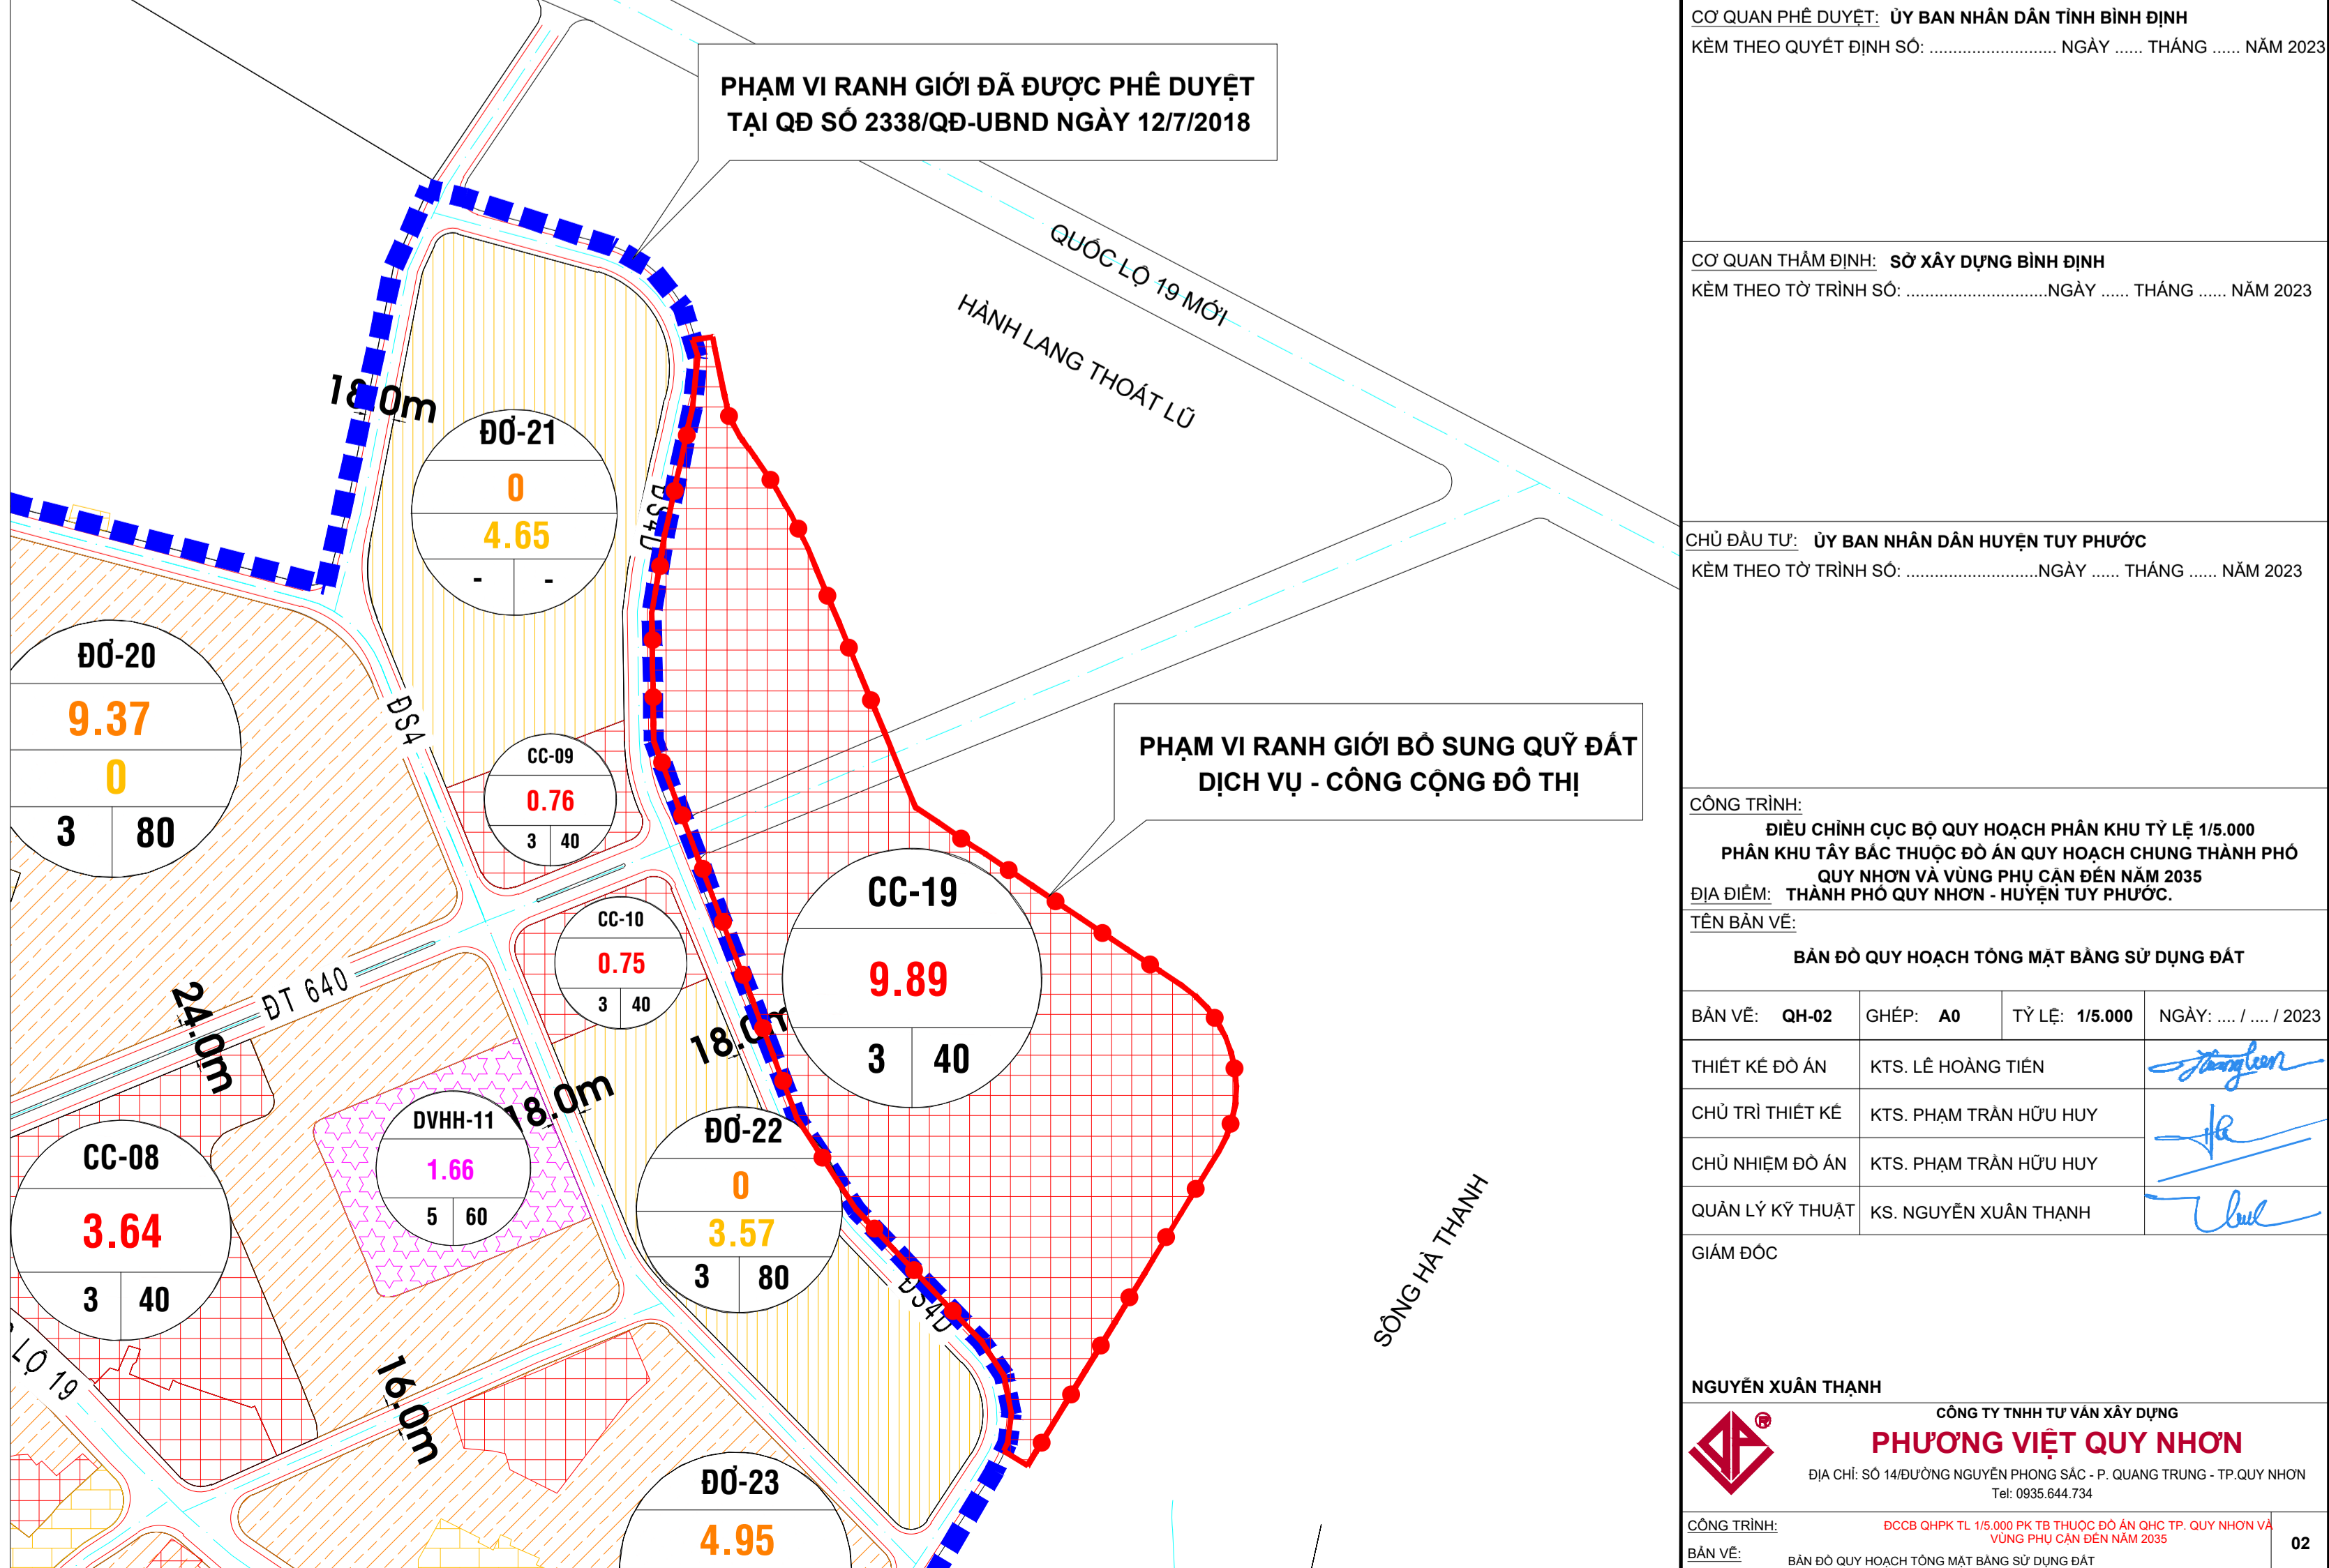 PHẠM VI RANH GIỚI ĐÃ ĐƯỢC PHÊ DUYỆT
TẠI QĐ SỐ 2338/QĐ-UBND NGÀY 12/7/2018
QUỐC LỘ 19 MỚI
HÀNH LANG THOÁT LŨ
18.0m
ĐƠ-21
0
4.65
-
-
ĐS4D
ĐƠ-20
9.37
0
3
80
ĐS4
CC-09
0.76
3
40
PHẠM VI RANH GIỚI BỔ SUNG QUỸ ĐẤT
DỊCH VỤ - CÔNG CỘNG ĐÔ THỊ
CC-19
9.89
3
40
CC-10
0.75
3
40
ĐT 640
24.0m
18.0m
18.0m
DVHH-11
1.66
5
60
ĐƠ-22
0
3.57
3
80
CC-08
3.64
3
40
ĐS4D
SÔNG HÀ THANH
LỘ 19
16.0m
ĐƠ-23
4.95
CƠ QUAN PHÊ DUYỆT: ỦY BAN NHÂN DÂN TỈNH BÌNH ĐỊNH
KÈM THEO QUYẾT ĐỊNH SỐ: ........................... NGÀY ...... THÁNG ...... NĂM 2023
CƠ QUAN THẨM ĐỊNH: SỞ XÂY DỰNG BÌNH ĐỊNH
KÈM THEO TỜ TRÌNH SỐ: ..............................NGÀY ...... THÁNG ...... NĂM 2023
CHỦ ĐẦU TƯ: ỦY BAN NHÂN DÂN HUYỆN TUY PHƯỚC
KÈM THEO TỜ TRÌNH SỐ: ............................NGÀY ...... THÁNG ...... NĂM 2023
CÔNG TRÌNH:
ĐIỀU CHỈNH CỤC BỘ QUY HOẠCH PHÂN KHU TỶ LỆ 1/5.000
PHÂN KHU TÂY BẮC THUỘC ĐỒ ÁN QUY HOẠCH CHUNG THÀNH PHỐ
QUY NHƠN VÀ VÙNG PHỤ CẬN ĐẾN NĂM 2035
ĐỊA ĐIỂM: THÀNH PHỐ QUY NHƠN - HUYỆN TUY PHƯỚC.
TÊN BẢN VẼ:
BẢN ĐỒ QUY HOẠCH TỔNG MẶT BẰNG SỬ DỤNG ĐẤT
BẢN VẼ: QH-02 GHÉP: A0 TỶ LỆ: 1/5.000 NGÀY: .... / .... / 2023
THIẾT KẾ ĐỒ ÁN KTS. LÊ HOÀNG TIẾN
CHỦ TRÌ THIẾT KẾ KTS. PHẠM TRẦN HỮU HUY
CHỦ NHIỆM ĐỒ ÁN KTS. PHẠM TRẦN HỮU HUY
QUẢN LÝ KỸ THUẬT KS. NGUYỄN XUÂN THẠNH
GIÁM ĐỐC
NGUYỄN XUÂN THẠNH
®
CÔNG TY TNHH TƯ VẤN XÂY DỰNG
PHƯƠNG VIỆT QUY NHƠN
ĐỊA CHỈ: SỐ 14/ĐƯỜNG NGUYỄN PHONG SẮC - P. QUANG TRUNG - TP.QUY NHƠN
Tel: 0935.644.734
CÔNG TRÌNH: ĐCCB QHPK TL 1/5.000 PK TB THUỘC ĐỒ ÁN QHC TP. QUY NHƠN VÀ
VÙNG PHỤ CẬN ĐẾN NĂM 2035
BẢN VẼ: BẢN ĐỒ QUY HOẠCH TỔNG MẶT BẰNG SỬ DỤNG ĐẤT
02